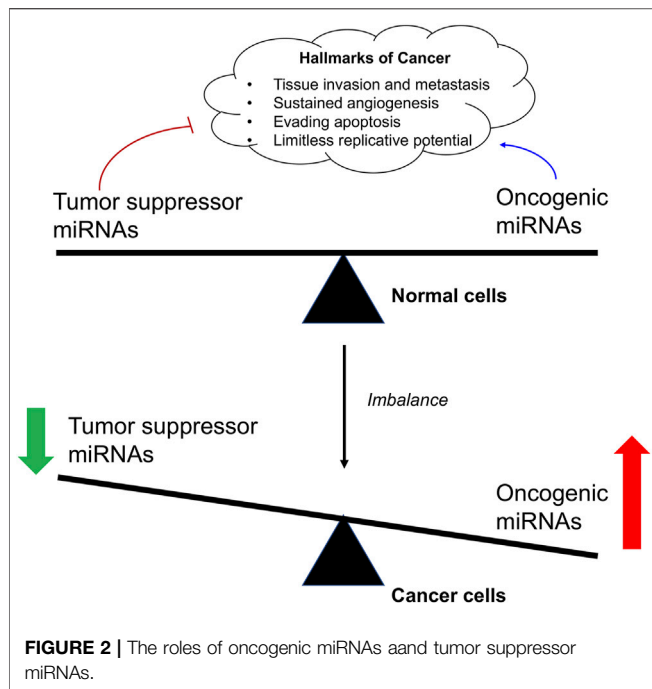 Hallmarks of Cancer
• Tissue invasion and metastasis
• Sustained angiogenesis
• Evading apoptosis
• Limitless replicative potential
Tumor suppressor
miRNAs
Oncogenic
miRNAs
Normal cells
Imbalance
Tumor suppressor
miRNAs
Oncogenic
miRNAs
Cancer cells
FIGURE 2 | The roles of oncogenic miRNAs aand tumor suppressor
miRNAs.